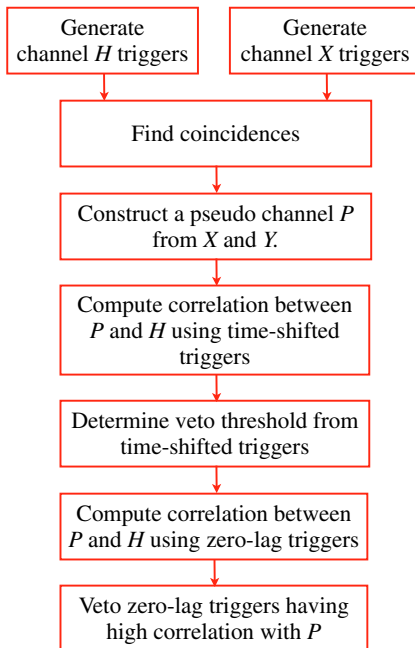 Generate
channel H triggers
Generate
channel X triggers
Find coincidences
Construct a pseudo channel P
from X and Y.
Compute correlation between
P and H using time-shifted
triggers
Determine veto threshold from
time-shifted triggers
Compute correlation between
P and H using zero-lag triggers
Veto zero-lag triggers having
high correlation with P